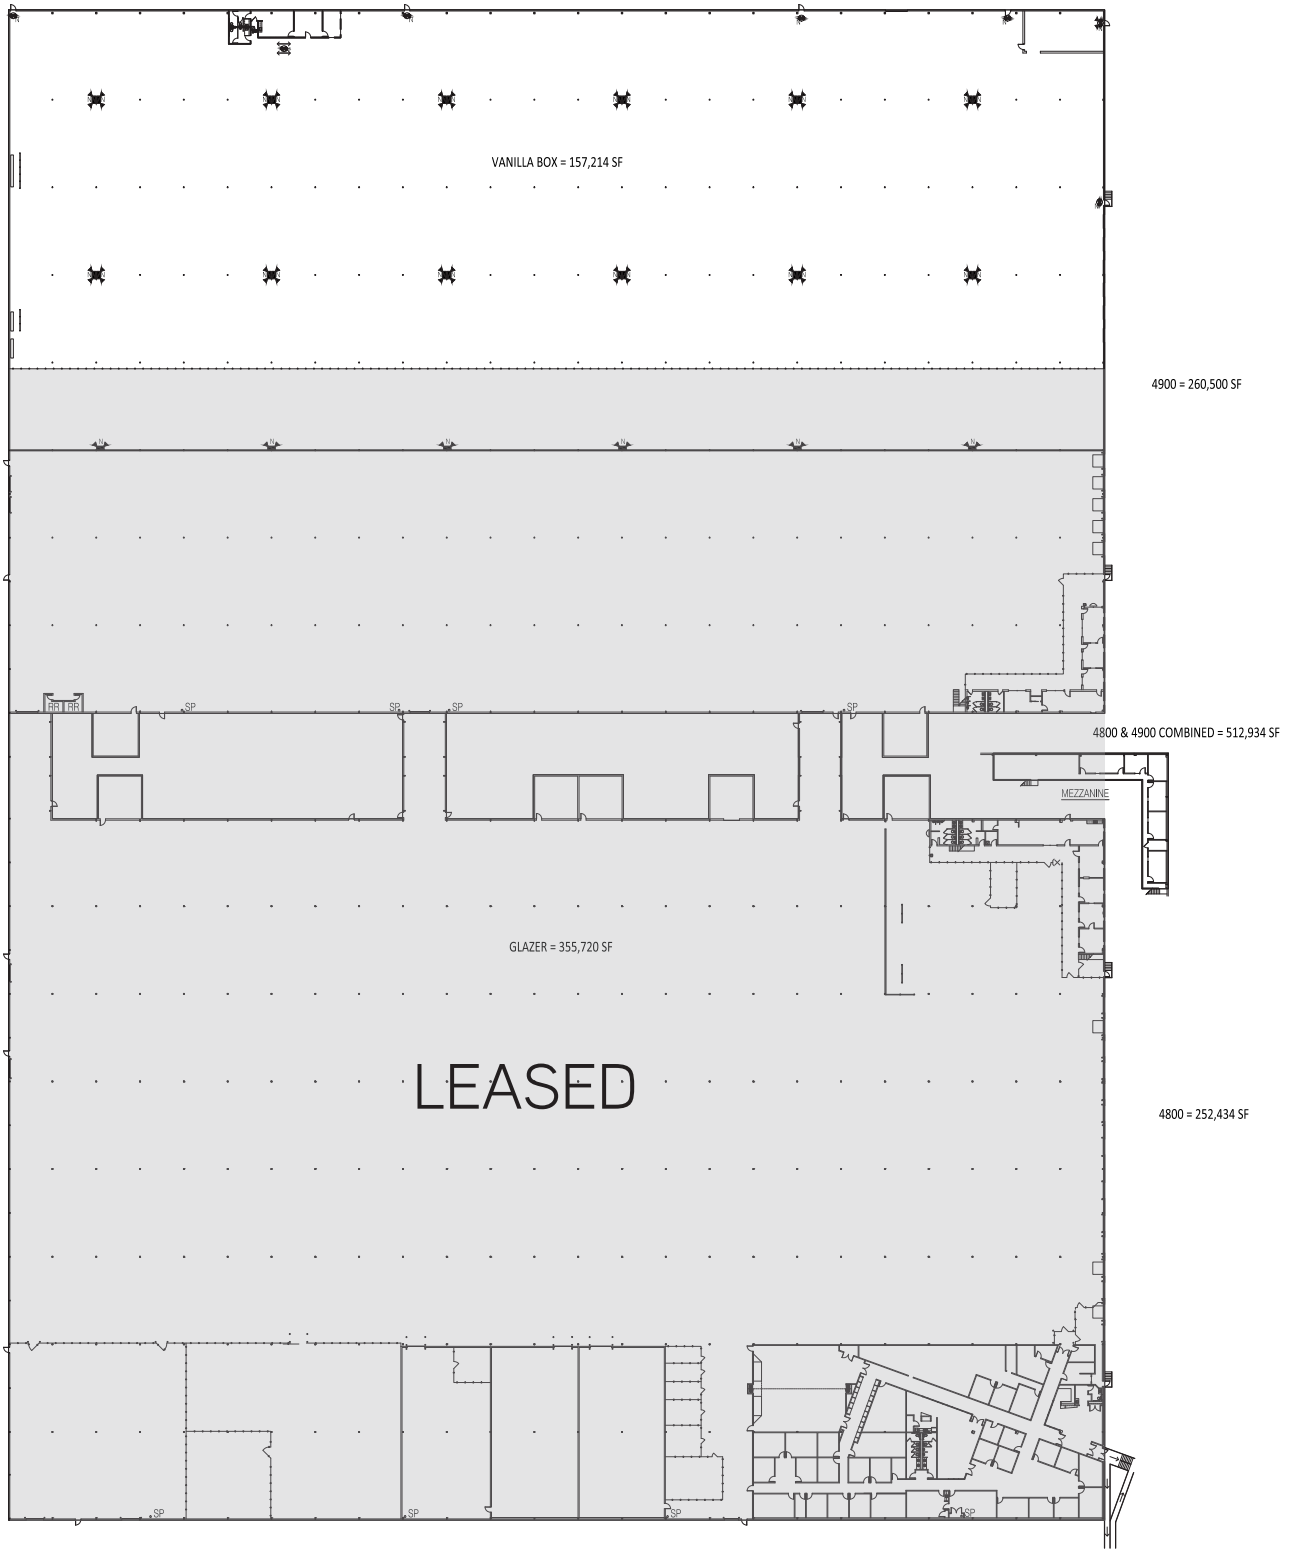 VANILLA BOX = 157,214 SF
4900 = 260,500 SF
N
N
N
N
N
N
RR RR
SP
SP
SP
SP
4800 & 4900 COMBINED = 512,934 SF
MEZZANINE
GLAZER = 355,720 SF
LEASED
4800 = 252,434 SF
SP
SP
SP
SP